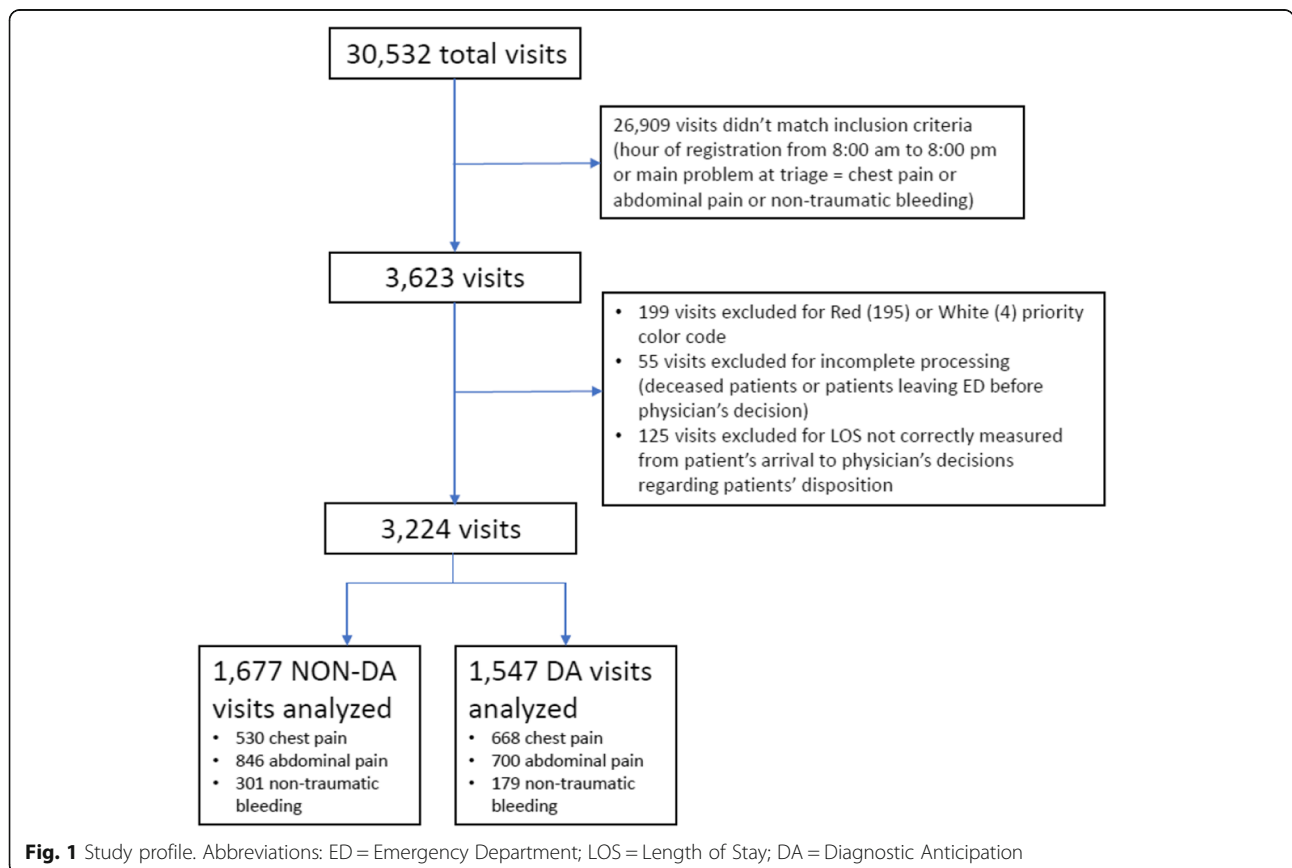 30,532 total visits
26,909 visits didn't match inclusion criteria
(hour of registration from 8:00 am to 8:00 pm
or main problem at triage = chest pain or
abdominal pain or non-traumatic bleeding)
3,623 visits
• 199 visits excluded for Red (195) or White (4) priority
color code
• 55 visits excluded for incomplete processing
(deceased patients or patients leaving ED before
physician's decision)
• 125 visits excluded for LOS not correctly measured
from patient's arrival to physician's decisions
regarding patients' disposition
3,224 visits
1,677 NON-DA
visits analyzed
• 530 chest pain
• 846 abdominal pain
• 301 non-traumatic
bleeding
1,547 DA visits
analyzed
• 668 chest pain
• 700 abdominal pain
• 179 non-traumatic
bleeding
Fig. 1 Study profile. Abbreviations: ED = Emergency Department; LOS = Length of Stay; DA = Diagnostic Anticipation